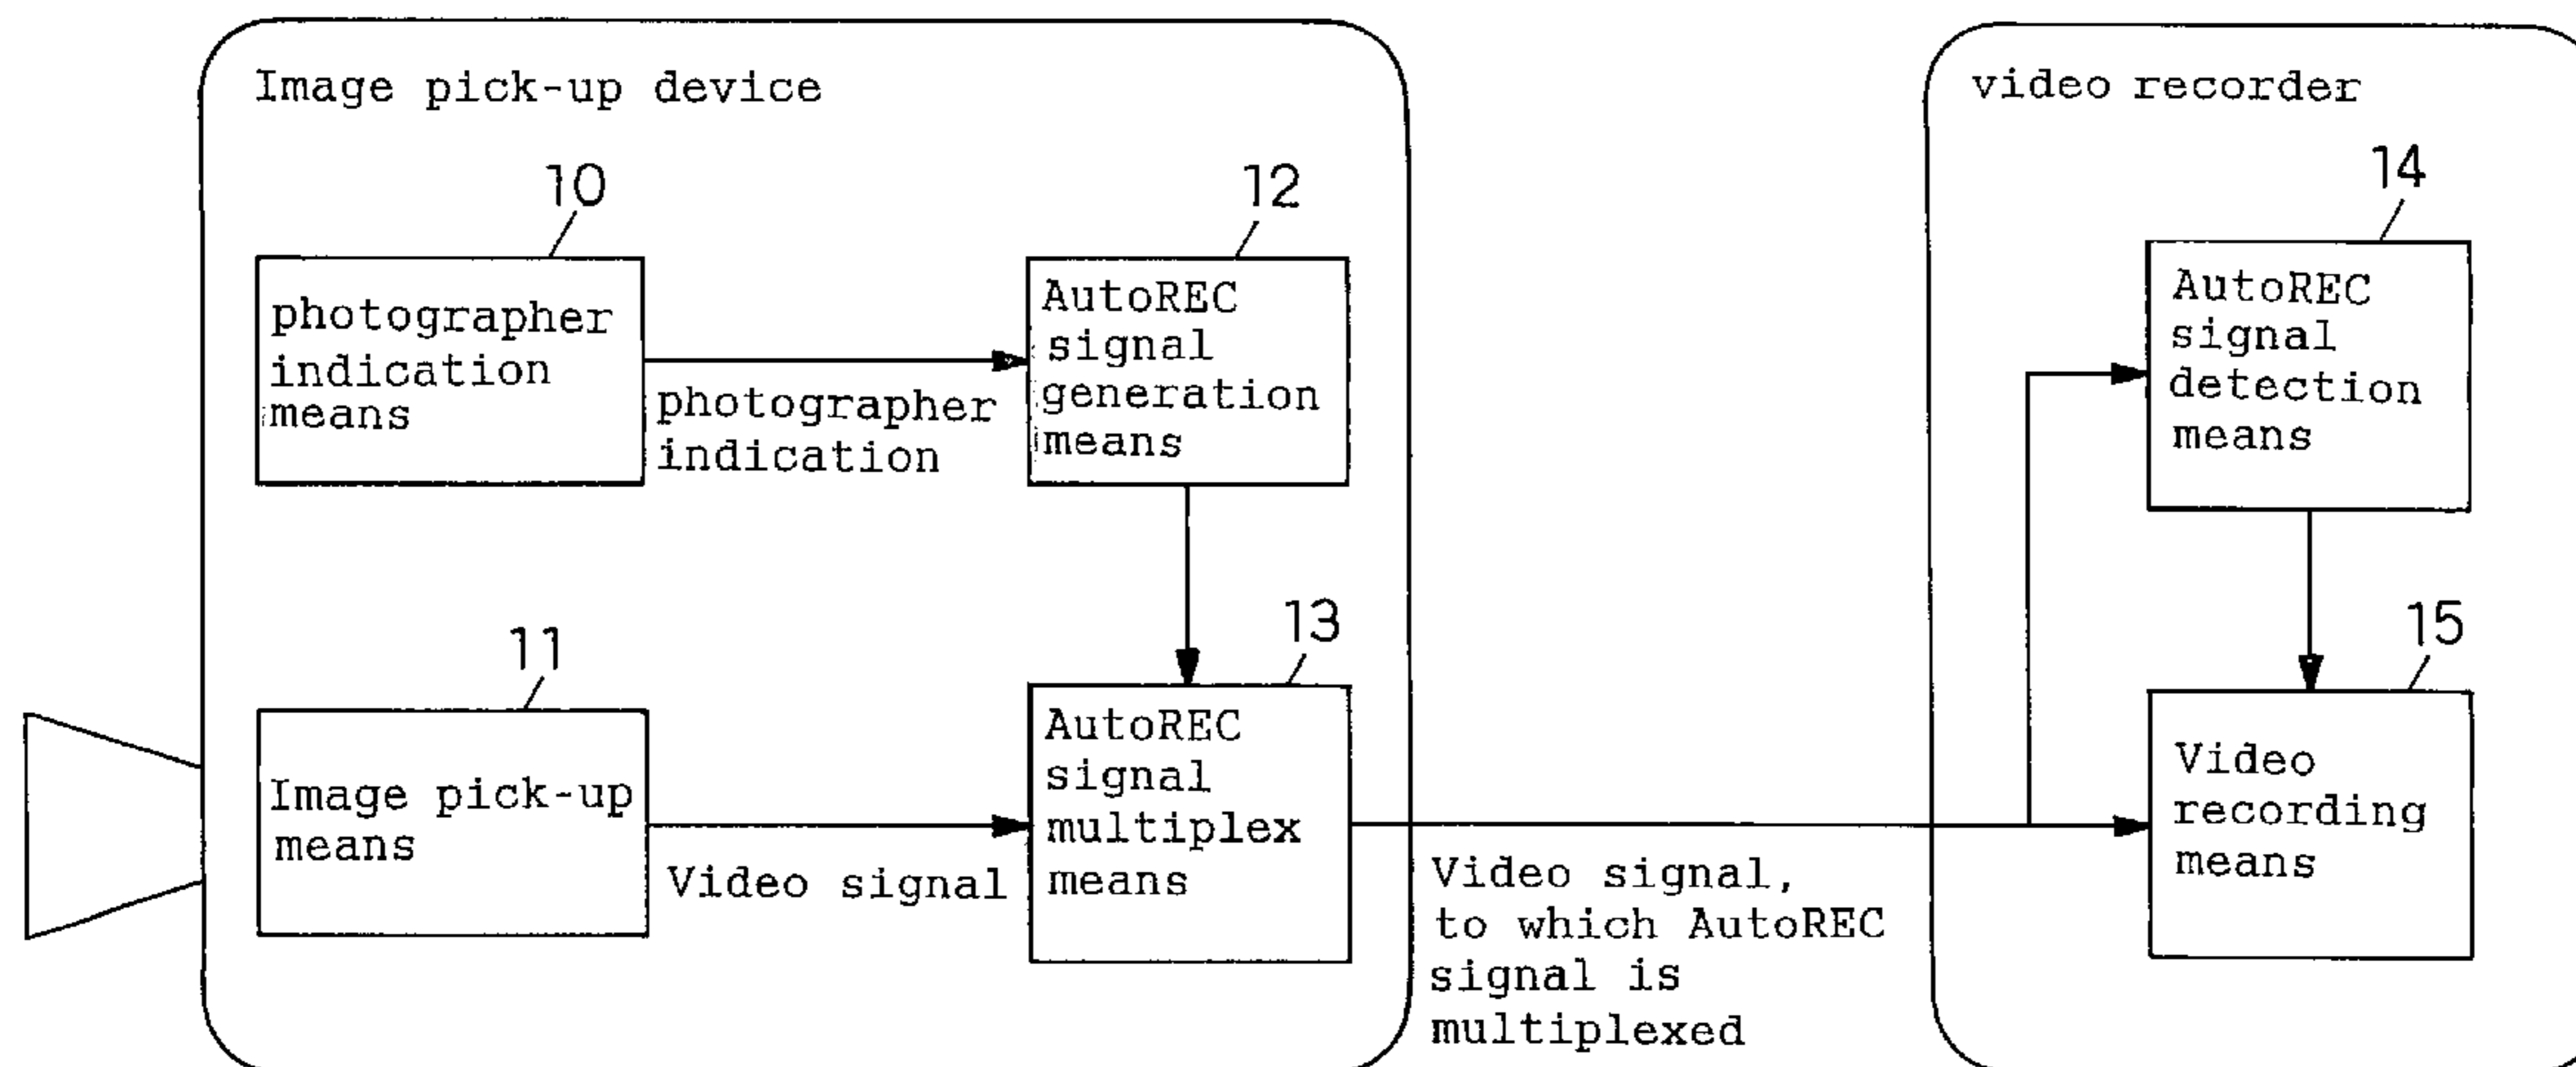 Image pick-up device
10
photographer
indication
means
photographer
indication
12
AutoREC
signal
generation
means
11
Image pick-up
means
Video signal
13
AutoREC
signal
multiplex
means
Video signal,
to which AutoREC
signal is
multiplexed
video recorder
14
AutoREC
signal
detection
means
15
Video
recording
means